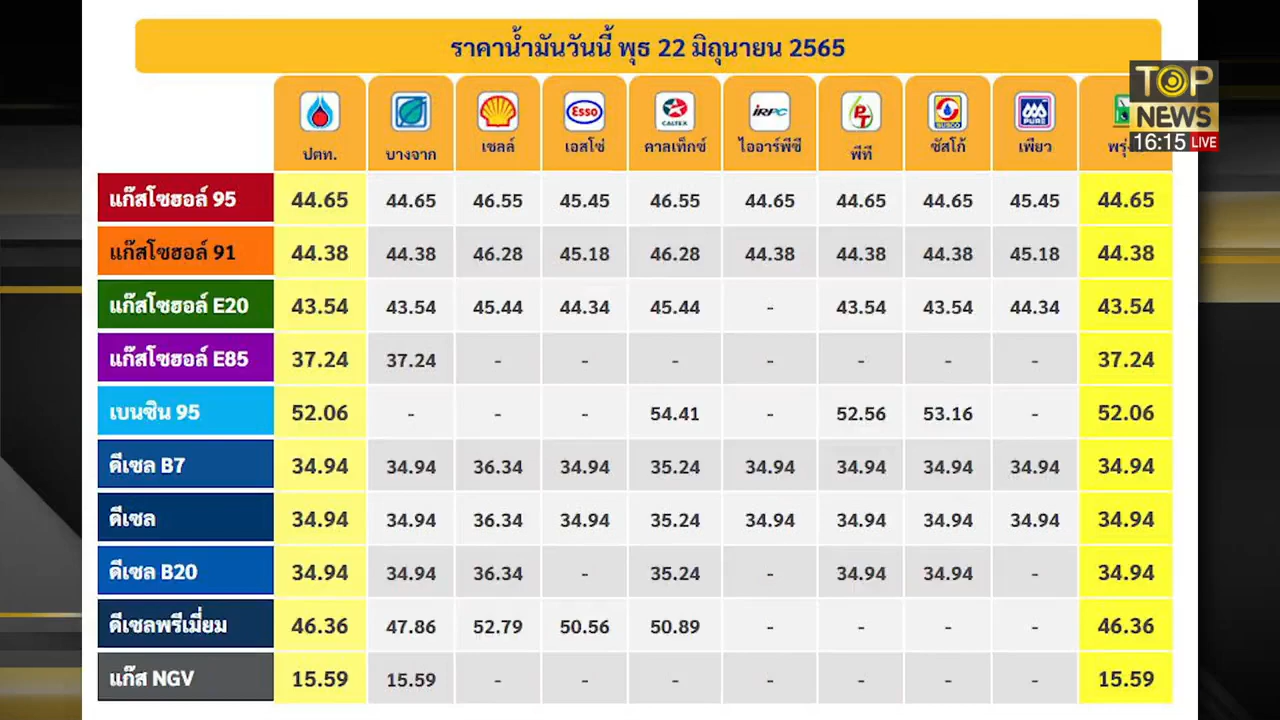 ราคาน้ำมันวันนี้ พุธ 22 มิถุนายน 2565
TOP
NEWS
16:15 LIVE
Esso
CALTEX
IRPC
PT
SUSCO
PURE
ปตท. บางจาก เชลล์ เอสโซ่ คาลเท็กซ์ ไออาร์พีซี พีที ซัสโก้ เพียว
แก๊สโซฮอล์ 95 44.65 44.65 46.55 45.45 46.55 44.65 44.65 44.65 45.45 44.65
แก๊สโซฮอล์ 91 44.38 44.38 46.28 45.18 46.28 44.38 44.38 44.38 45.18 44.38
แก๊สโซฮอล์ E20 43.54 43.54 45.44 44.34 45.44 - 43.54 43.54 44.34 43.54
แก๊สโซฮอล์ E85 37.24 37.24 - - - - - - - 37.24
เบนซิน 95 52.06 - - - 54.41 - 52.56 53.16 - 52.06
ดีเซล B7 34.94 34.94 36.34 34.94 35.24 34.94 34.94 34.94 34.94 34.94
ดีเซล 34.94 34.94 36.34 34.94 35.24 34.94 34.94 34.94 34.94 34.94
ดีเซล B20 34.94 34.94 36.34 - 35.24 - 34.94 34.94 - 34.94
ดีเซลพรีเมี่ยม 46.36 47.86 52.79 50.56 50.89 - - - - 46.36
แก๊ส NGV 15.59 15.59 - - - - - - - 15.59